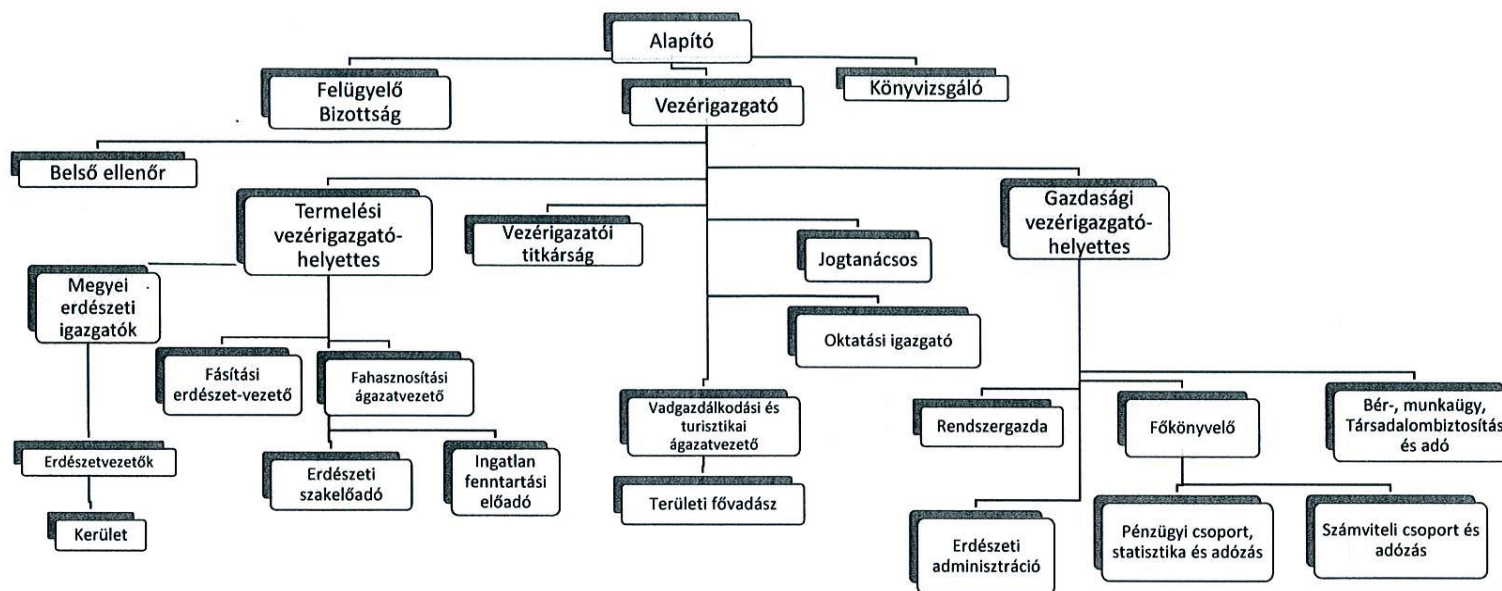 Alapító
Felügyelő
Bizottság
Vezérigazgató
Könyvizsgáló
Belső ellenőr
Termelési
vezérigazgató-
helyettes
Vezérigazatói
titkárság
Jogtanácsos
Gazdasági
vezérigazgató-
helyettes
Megyei
erdészeti
igazgatók
Oktatási igazgató
Fásítási
erdészet-vezető
Fahasznosítási
ágazatvezető
Vadgazdálkodási és
turisztikai
ágazatvezető
Rendszergazda
Főkönyvelő
Bér-, munkaügy,
Társadalombiztosítás
és adó
Erdészetvezetők
Erdészeti
szakelőadó
Ingatlan
fenntartási
előadó
Területi fővadász
Kerület
Erdészeti
adminisztráció
Pénzügyi csoport,
statisztika és adózás
Számviteli csoport és
adózás